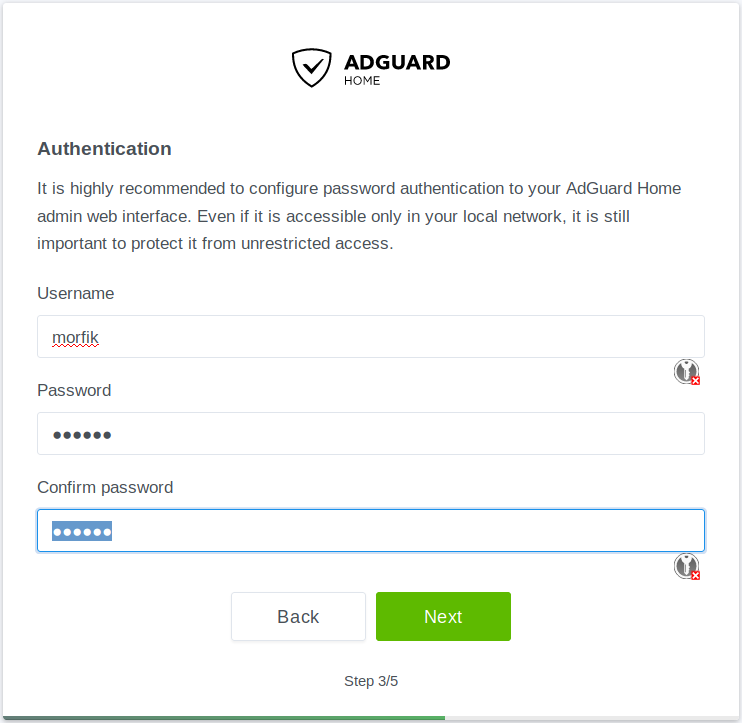 ADGUARD
HOME
Authentication
It is highly recommended to configure password authentication to your AdGuard Home
admin web interface. Even if it is accessible only in your local network, it is still
important to protect it from unrestricted access.
Username
morfik
Password
●●●●●●
Confirm password
●●●●●●
Back
Next
Step 3/5